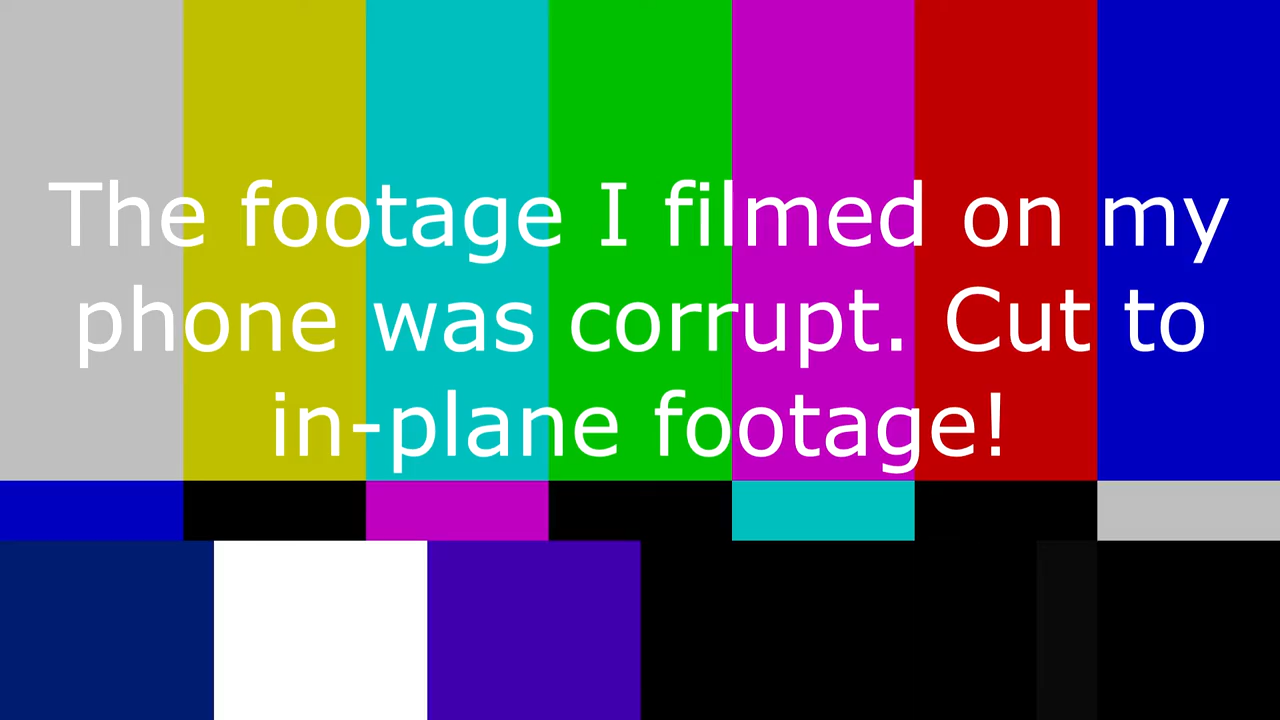 The footage I filmed on my
phone was corrupt. Cut to
in-plane footage!